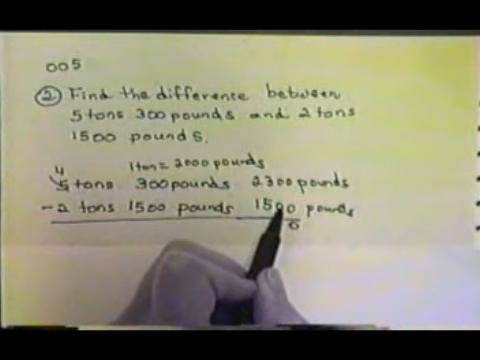 005
2 Find the difference between
5 tons 300 pounds and 2 tons
1500 pounds.
4 1 ton = 2000 pounds
5 tons 300 pounds 2300 pounds
- 2 tons 1500 pounds 1500 pounds
0